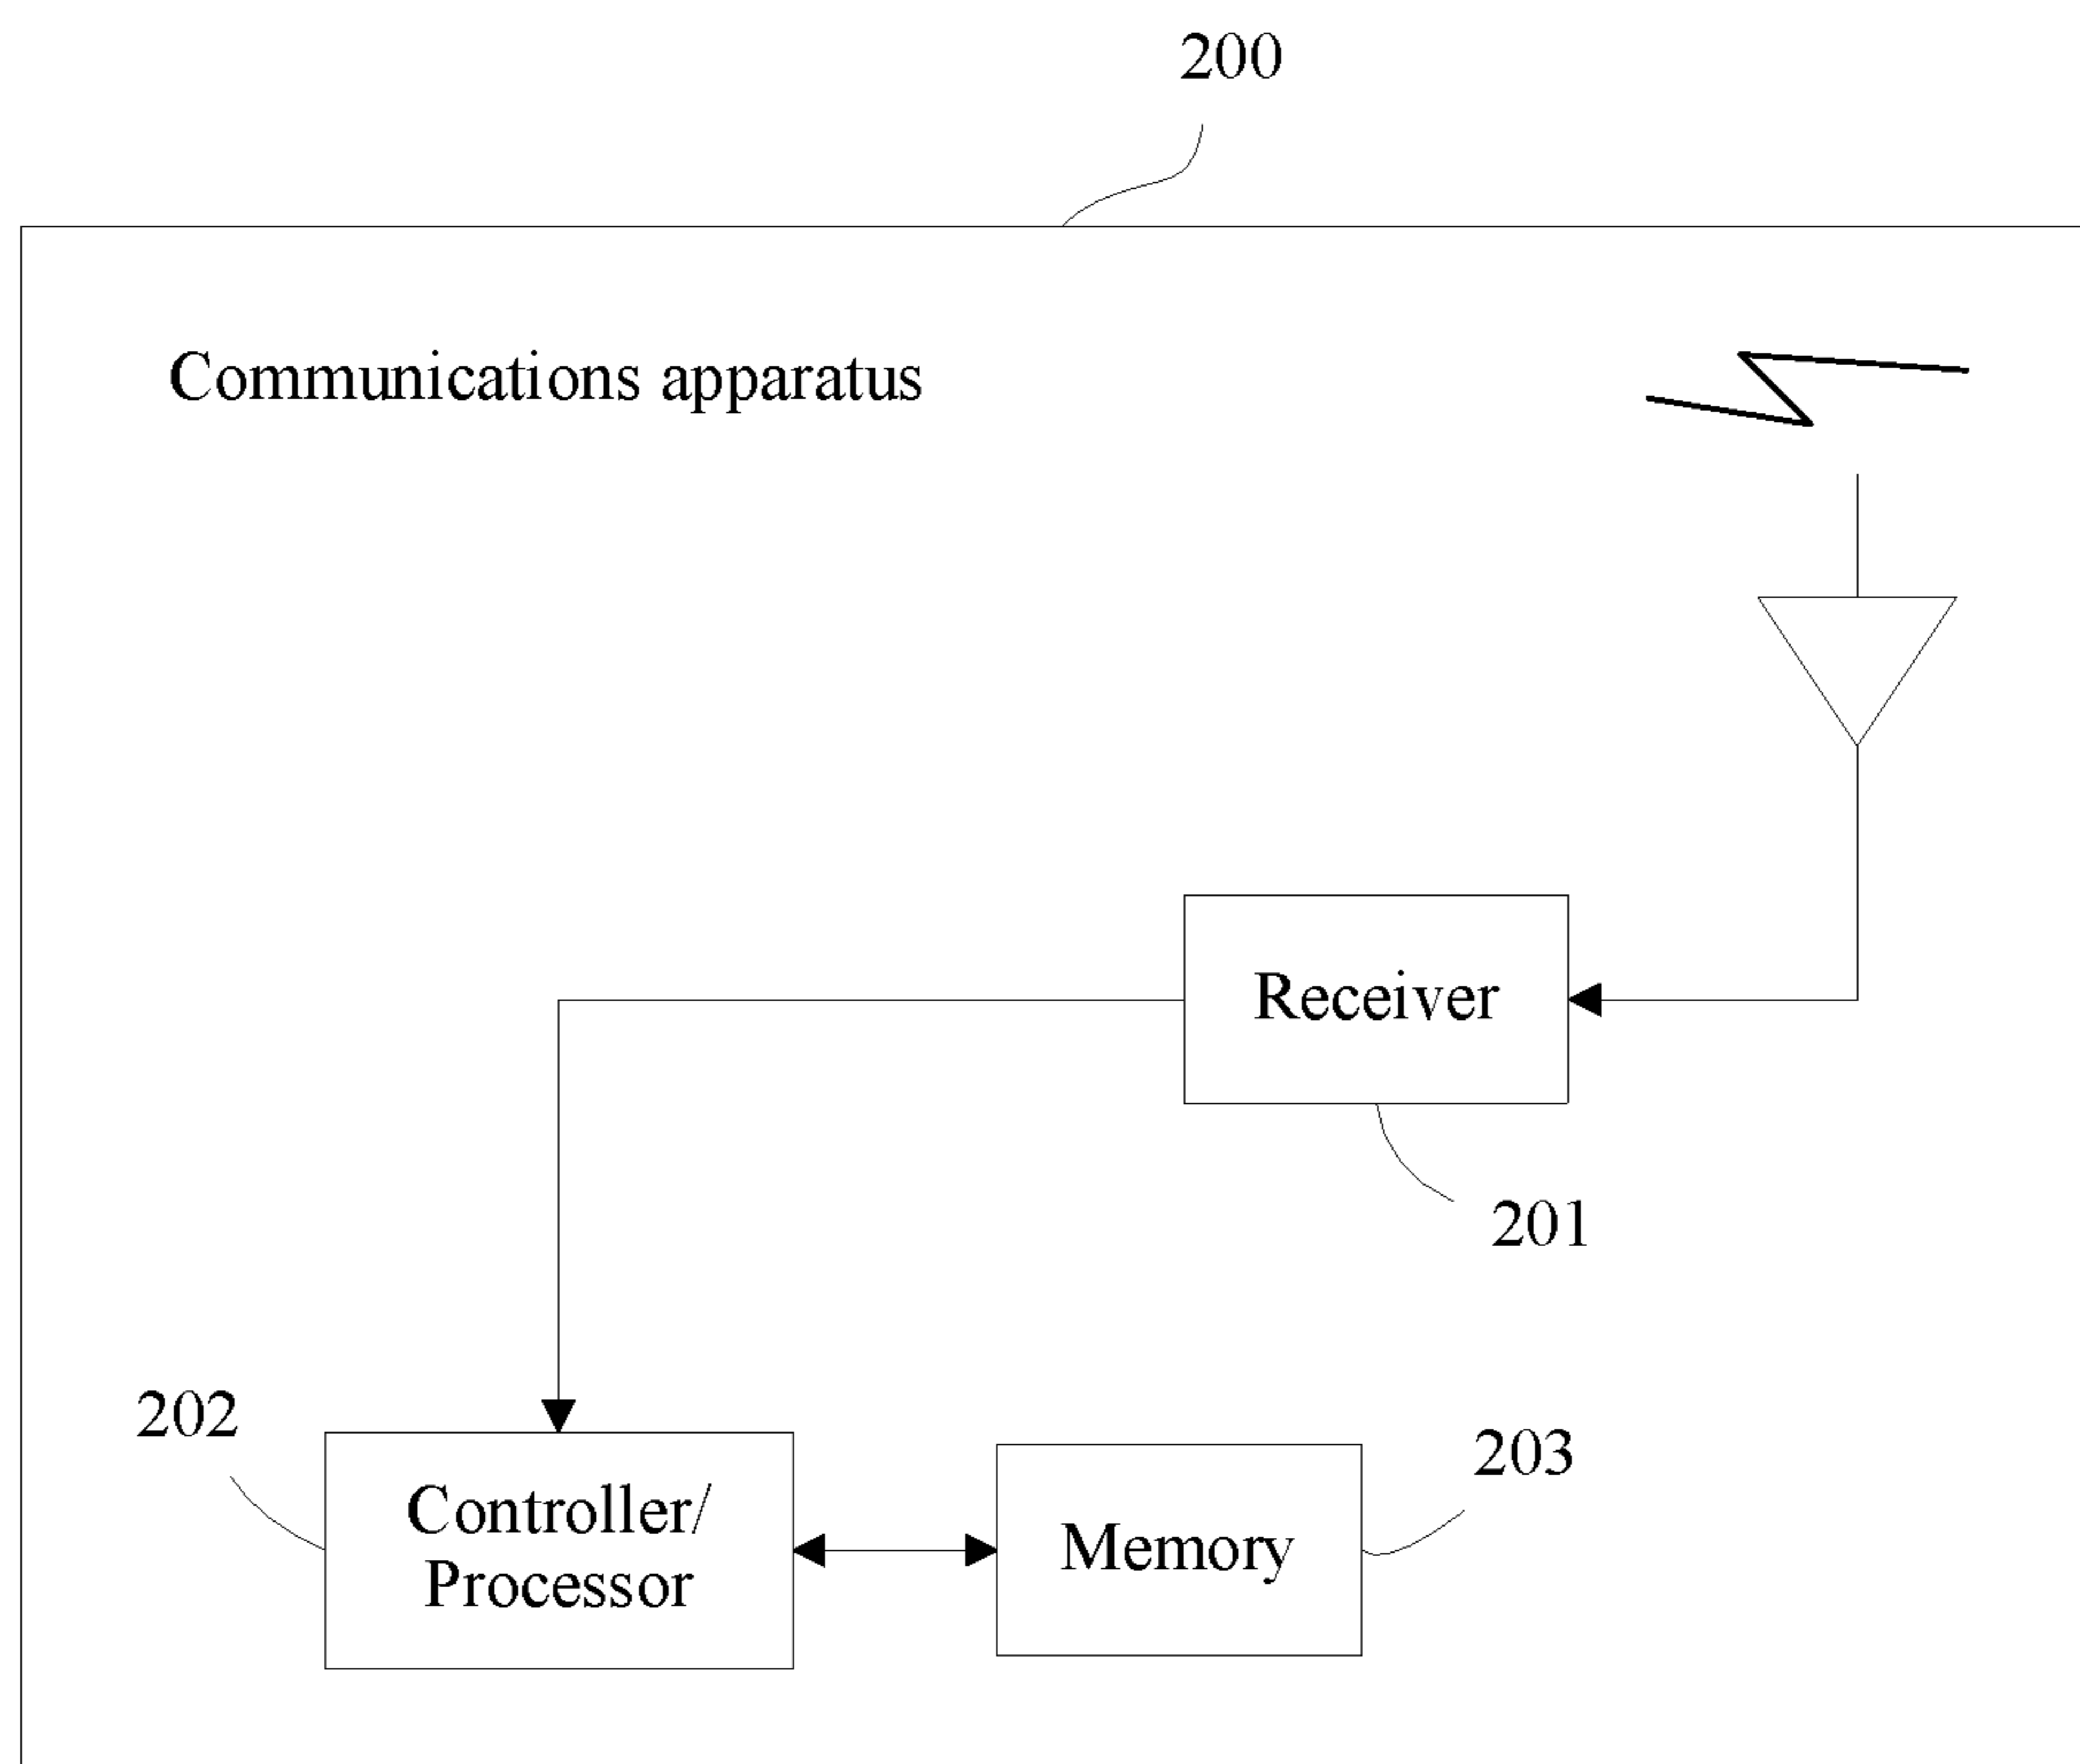 200
Communications apparatus
Receiver
201
202
203
Controller/
Processor
Memory